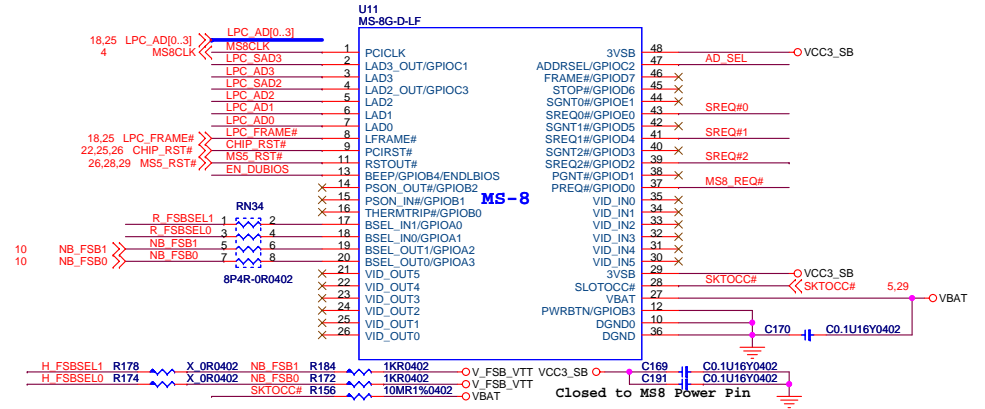 U11
MS-8G-D-LF
18,25 LPC_AD[0..3] LPC_AD[0..3]
4 MS8CLK MS8CLK 1 PCICLK 3VSB 48 VCC3_SB
LPC_SAD3 2 LAD3_OUT/GPIOC1 ADDRSEL/GPIOC2 47 AD_SEL
LPC_AD3 3 LAD3 FRAME#/GPIOD7 46
LPC_SAD2 4 LAD2_OUT/GPIOC3 STOP#/GPIOD6 45
LPC_AD2 5 LAD2 SGNT0#/GPIOE1 44
LPC_AD1 6 LAD1 SREQ0#/GPIOE0 43 SREQ#0
LPC_AD0 7 LAD0 SGNT1#/GPIOD5 42
18,25 LPC_FRAME# LPC_FRAME# 8 LFRAME# SREQ1#/GPIOD4 41 SREQ#1
22,25,26 CHIP_RST# CHIP_RST# 9 PCIRST# SGNT2#/GPIOD3 40
26,28,29 MS5_RST# MS5_RST# 11 RSTOUT# SREQ2#/GPIOD2 39 SREQ#2
EN_DUBIOS 13 BEEP/GPIOB4/ENDLBIOS PGNT#/GPIOD1 38
14 PSON_OUT#/GPIOB2 PREQ#/GPIOD0 37 MS8_REQ#
15 PSON_IN#/GPIOB1 MS-8 VID_IN0 35
RN34 16 THERMTRIP#/GPIOB0 VID_IN1 34
R_FSBSEL1 1 2 17 BSEL_IN1/GPIOA0 VID_IN2 33
R_FSBSEL0 3 4 18 BSEL_IN0/GPIOA1 VID_IN3 32
10 NB_FSB1 NB_FSB1 5 6 19 BSEL_OUT1/GPIOA2 VID_IN4 31
10 NB_FSB0 NB_FSB0 7 8 20 BSEL_OUT0/GPIOA3 VID_IN5 30
8P4R-0R0402 21 VID_OUT5 3VSB 29 VCC3_SB
22 VID_OUT4 SLOTOCC# 28 SKTOCC# SKTOCC# 5,29
23 VID_OUT3 VBAT 27 VBAT
24 VID_OUT2 PWRBTN/GPIOB3 12
25 VID_OUT1 DGND0 10
26 VID_OUT0 DGND 36 C170 C0.1U16Y0402
H_FSBSEL1 R178 X_0R0402 NB_FSB1 R184 1KR0402 V_FSB_VTT VCC3_SB C169 C0.1U16Y0402
H_FSBSEL0 R174 X_0R0402 NB_FSB0 R172 1KR0402 V_FSB_VTT C191 C0.1U16Y0402
SKTOCC# R156 10MR1%0402 VBAT Closed to MS8 Power Pin